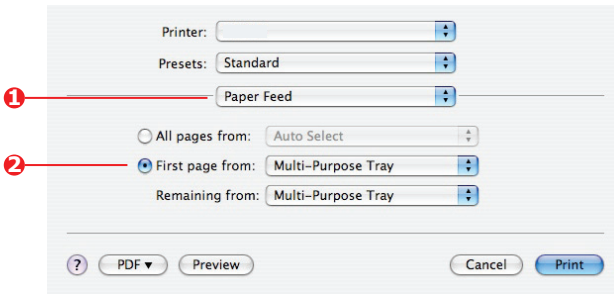 Printer:
Presets: Standard
1 Paper Feed
All pages from: Auto Select
2 First page from: Multi-Purpose Tray
Remaining from: Multi-Purpose Tray
? PDF ▼ Preview Cancel Print